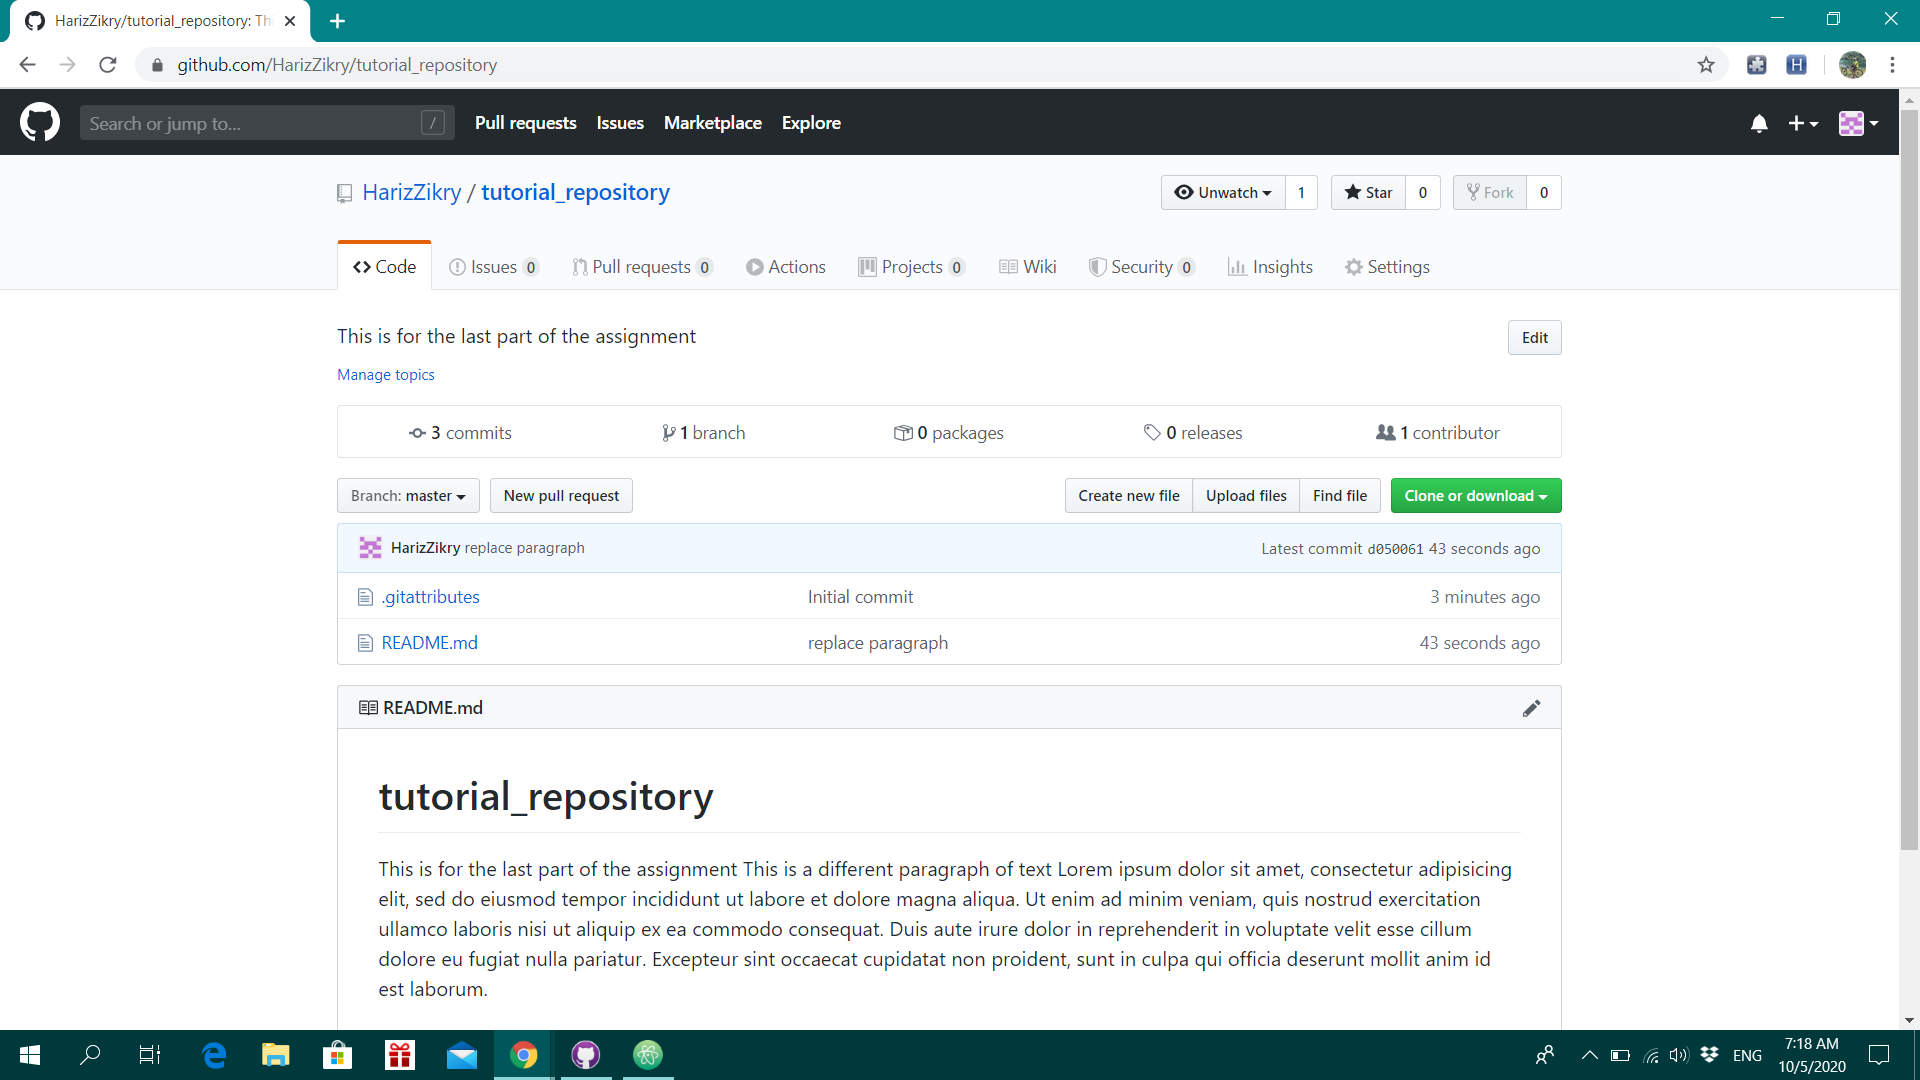 HarizZikry/tutorial_repository: Th
github.com/HarizZikry/tutorial_repository
H
Search or jump to... /
Pull requests Issues Marketplace Explore
HarizZikry / tutorial_repository
Unwatch 1 Star 0 Fork 0
Code Issues 0 Pull requests 0 Actions Projects 0 Wiki Security 0 Insights Settings
This is for the last part of the assignment
Edit
Manage topics
3 commits 1 branch 0 packages 0 releases 1 contributor
Branch: master New pull request Create new file Upload files Find file Clone or download
HarizZikry replace paragraph Latest commit d050061 43 seconds ago
.gitattributes Initial commit 3 minutes ago
README.md replace paragraph 43 seconds ago
README.md
tutorial_repository
This is for the last part of the assignment This is a different paragraph of text Lorem ipsum dolor sit amet, consectetur adipisicing
elit, sed do eiusmod tempor incididunt ut labore et dolore magna aliqua. Ut enim ad minim veniam, quis nostrud exercitation
ullamco laboris nisi ut aliquip ex ea commodo consequat. Duis aute irure dolor in reprehenderit in voluptate velit esse cillum
dolore eu fugiat nulla pariatur. Excepteur sint occaecat cupidatat non proident, sunt in culpa qui officia deserunt mollit anim id
est laborum.
ENG
7:18 AM
10/5/2020